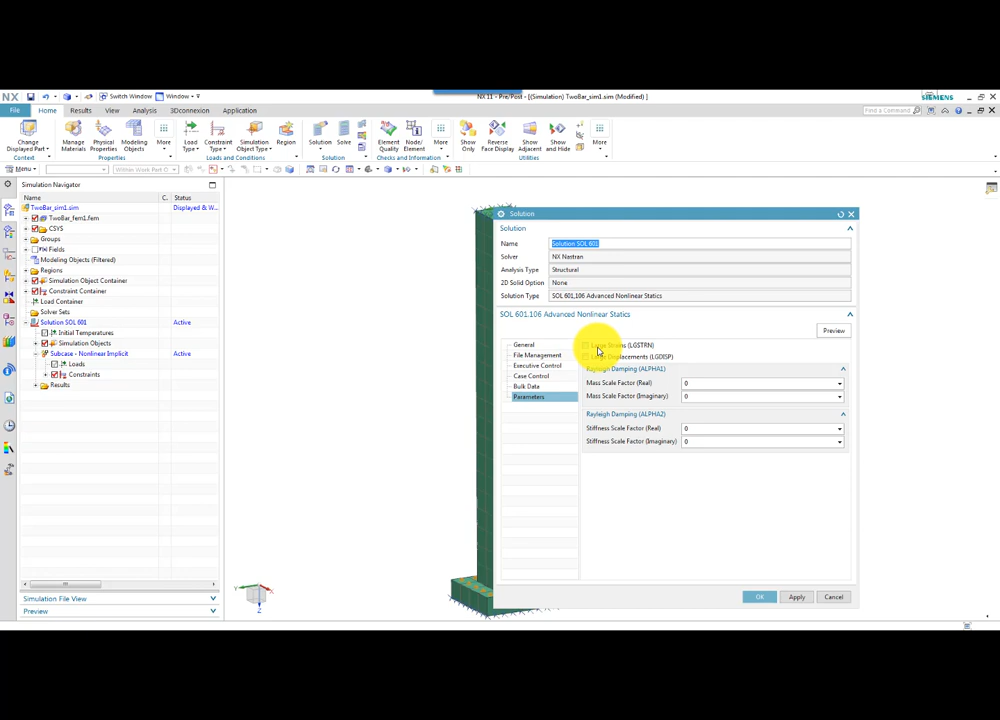 NX
Switch Window
Window
NX 11 - Pre/Post - [(Simulation) TwoBar_sim1.sim (Modified) ]
SIEMENS
File
Home
Results
View
Analysis
3Dconnexion
Application
Find a Command
Change Displayed Part
Manage Materials
Physical Properties
Modeling Objects
More
Load Type
Constraint Type
Simulation Object Type
Region
Solution
Solve
Element Quality
Node/ Element
More
Show Only
Reverse Face Display
Show Adjacent
Show and Hide
More
Context
Properties
Loads and Conditions
Solution
Checks and Information
Utilities
Menu
Simulation Navigator
Name
C.
Status
TwoBar_sim1.sim
Displayed & W...
TwoBar_fem1.fem
CSYS
Groups
Fields
Modeling Objects (Filtered)
Regions
Simulation Object Container
Constraint Container
Load Container
Solver Sets
Solution SOL 601
Active
Initial Temperatures
Simulation Objects
Subcase - Nonlinear Implicit
Active
Loads
Constraints
Results
Simulation File View
Preview
Y
X
Z
Solution
Solution
Name
Solution SOL 601
Solver
NX Nastran
Analysis Type
Structural
2D Solid Option
None
Solution Type
SOL 601,106 Advanced Nonlinear Statics
SOL 601,106 Advanced Nonlinear Statics
Preview
General
File Management
Executive Control
Case Control
Bulk Data
Parameters
Large Strains (LGSTRN)
Large Displacements (LGDISP)
Rayleigh Damping (ALPHA1)
Mass Scale Factor (Real)
0
Mass Scale Factor (Imaginary)
0
Rayleigh Damping (ALPHA2)
Stiffness Scale Factor (Real)
0
Stiffness Scale Factor (Imaginary)
0
OK
Apply
Cancel